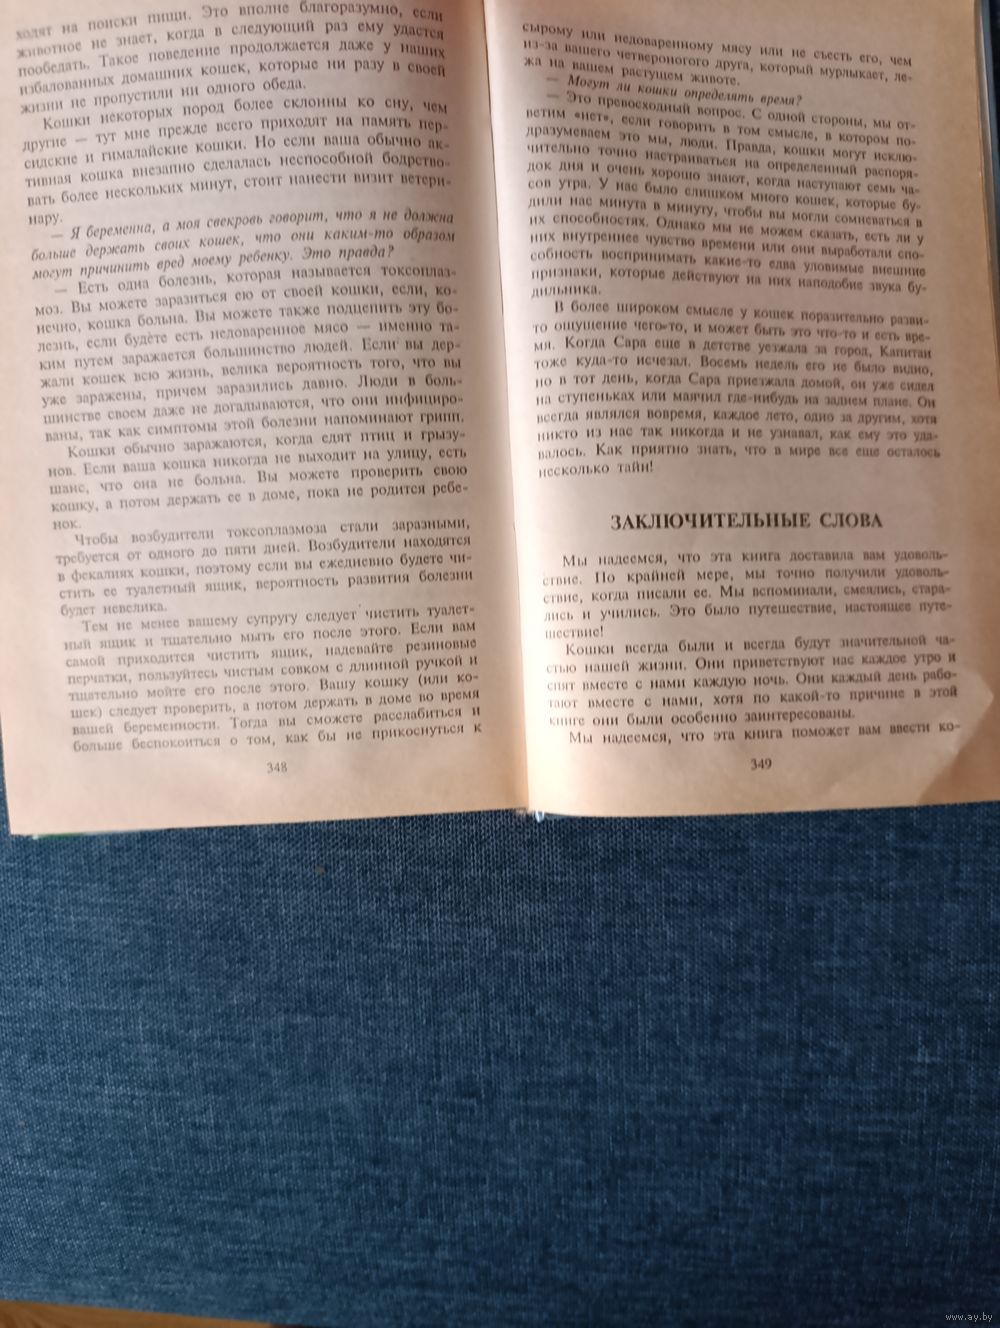 ходят на поиски пищи. Это вполне благоразумно, если
животное не знает, когда в следующий раз ему удастся
пообедать. Такое поведение продолжается даже у наших
избалованных домашних кошек, которые ни разу в своей
жизни не пропустили ни одного обеда.
Кошки некоторых пород более склонны ко сну, чем
другие — тут мне прежде всего приходят на память пер-
сидские и гималайские кошки. Но если ваша обычно ак-
тивная кошка внезапно сделалась неспособной бодрство-
вать более нескольких минут, стоит нанести визит ветери-
нару.
— Я беременна, а моя свекровь говорит, что я не должна
больше держать своих кошек, что они каким-то образом
могут причинить вред моему ребенку. Это правда?
— Есть одна болезнь, которая называется токсоплаз-
моз. Вы можете заразиться ею от своей кошки, если, ко-
нечно, кошка больна. Вы можете также подцепить эту бо-
лезнь, если будете есть недоваренное мясо — именно та-
ким путем заражается большинство людей. Если вы дер-
жали кошек всю жизнь, велика вероятность того, что вы
уже заражены, причем заразились давно. Люди в боль-
шинстве своем даже не догадываются, что они инфициро-
ваны, так как симптомы этой болезни напоминают грипп.
Кошки обычно заражаются, когда едят птиц и грызу-
нов. Если ваша кошка никогда не выходит на улицу, есть
шанс, что она не больна. Вы можете проверить свою
кошку, а потом держать ее в доме, пока не родится ребе-
нок.
Чтобы возбудители токсоплазмоза стали заразными,
требуется от одного до пяти дней. Возбудители находятся
в фекалиях кошки, поэтому если вы ежедневно будете чи-
стить ее туалетный ящик, вероятность развития болезни
будет невелика.
Тем не менее вашему супругу следует чистить туалет-
ный ящик и тщательно мыть его после этого. Если вам
самой приходится чистить ящик, надевайте резиновые
перчатки, пользуйтесь чистым совком с длинной ручкой и
тщательно мойте его после этого. Вашу кошку (или ко-
шек) следует проверить, а потом держать в доме во время
вашей беременности. Тогда вы сможете расслабиться и
больше беспокоиться о том, как бы не прикоснуться к
348
сырому или недоваренному мясу или не съесть его, чем
из-за вашего четвероногого друга, который мурлыкает, ле-
жа на вашем растущем животе.
— Могут ли кошки определять время?
— Это превосходный вопрос. С одной стороны, мы от-
ветим «нет», если говорить в том смысле, в котором по-
дразумеваем это мы, люди. Правда, кошки могут исклю-
чительно точно настраиваться на определенный распоря-
док дня и очень хорошо знают, когда наступают семь ча-
сов утра. У нас было слишком много кошек, которые бу-
дили нас минута в минуту, чтобы вы могли сомневаться в
их способностях. Однако мы не можем сказать, есть ли у
них внутреннее чувство времени или они выработали спо-
собность воспринимать какие-то едва уловимые внешние
признаки, которые действуют на них наподобие звука бу-
дильника.
В более широком смысле у кошек поразительно разви-
то ощущение чего-то, и может быть это что-то и есть вре-
мя. Когда Сара еще в детстве уезжала за город, Капитан
тоже куда-то исчезал. Восемь недель его не было видно,
но в тот день, когда Сара приезжала домой, он уже сидел
на ступеньках или маячил где-нибудь на заднем плане. Он
всегда являлся вовремя, каждое лето, одно за другим, хотя
никто из нас так никогда и не узнавал, как ему это уда-
валось. Как приятно знать, что в мире все еще осталось
несколько тайн!
ЗАКЛЮЧИТЕЛЬНЫЕ СЛОВА
Мы надеемся, что эта книга доставила вам удоволь-
ствие. По крайней мере, мы точно получили удоволь-
ствие, когда писали ее. Мы вспоминали, смеялись, стара-
лись и учились. Это было путешествие, настоящее путе-
шествие!
Кошки всегда были и всегда будут значительной ча-
стью нашей жизни. Они приветствуют нас каждое утро и
спят вместе с нами каждую ночь. Они каждый день рабо-
тают вместе с нами, хотя по какой-то причине в этой
книге они были особенно заинтересованы.
Мы надеемся, что эта книга поможет вам ввести ко-
349
www.ay.by